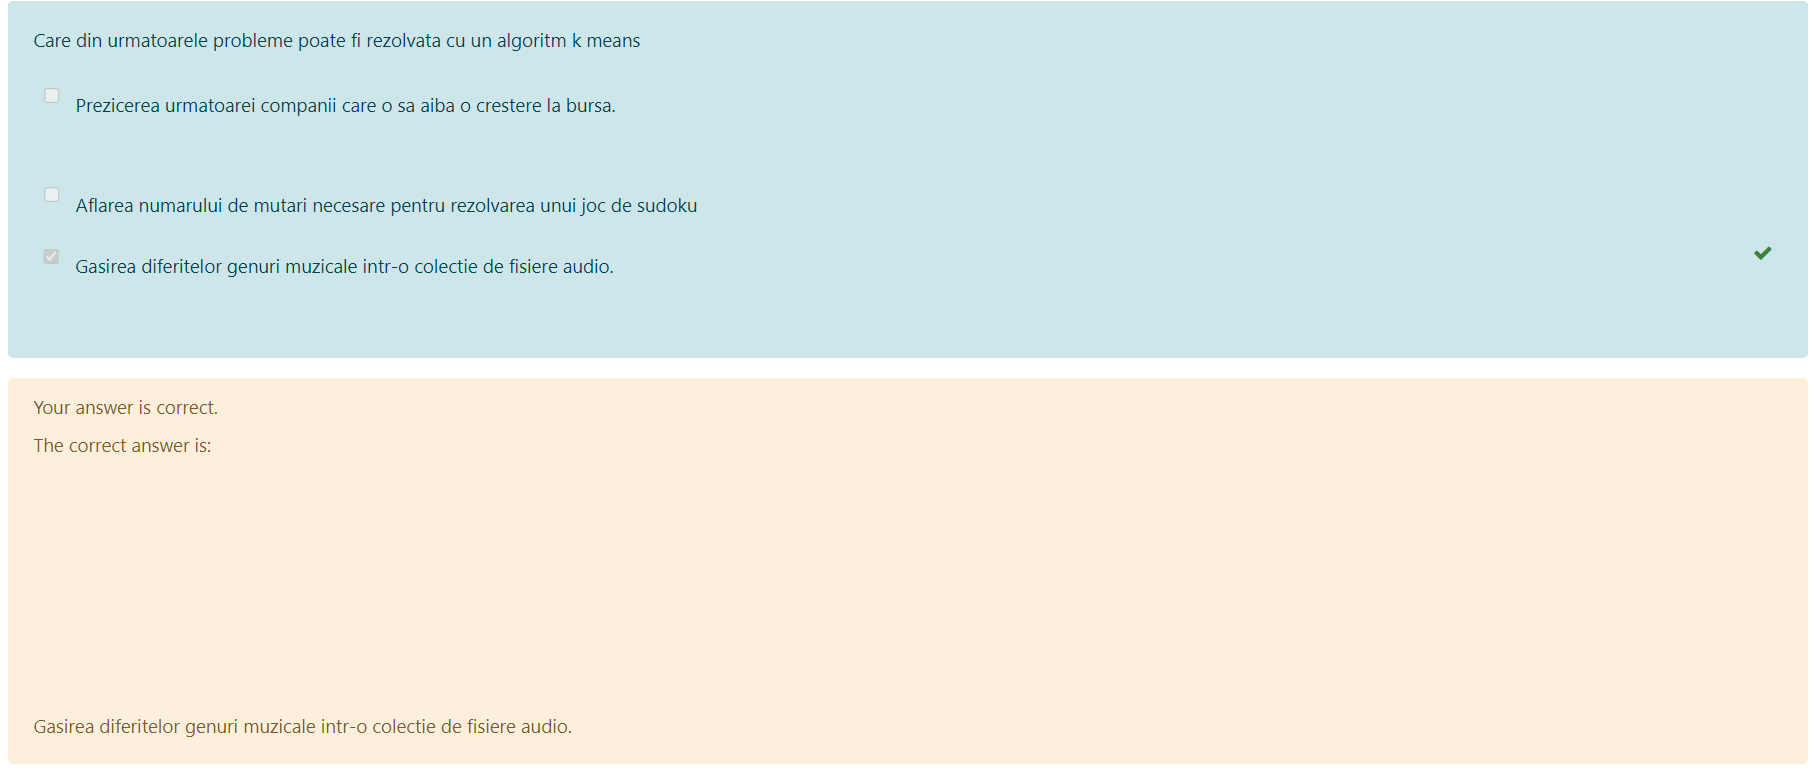 Care din urmatoarele probleme poate fi rezolvata cu un algoritm k means
Prezicerea urmatoarei companii care o sa aiba o crestere la bursa.
Aflarea numarului de mutari necesare pentru rezolvarea unui joc de sudoku
Gasirea diferitelor genuri muzicale intr-o colectie de fisiere audio.
Your answer is correct.
The correct answer is:
Gasirea diferitelor genuri muzicale intr-o colectie de fisiere audio.